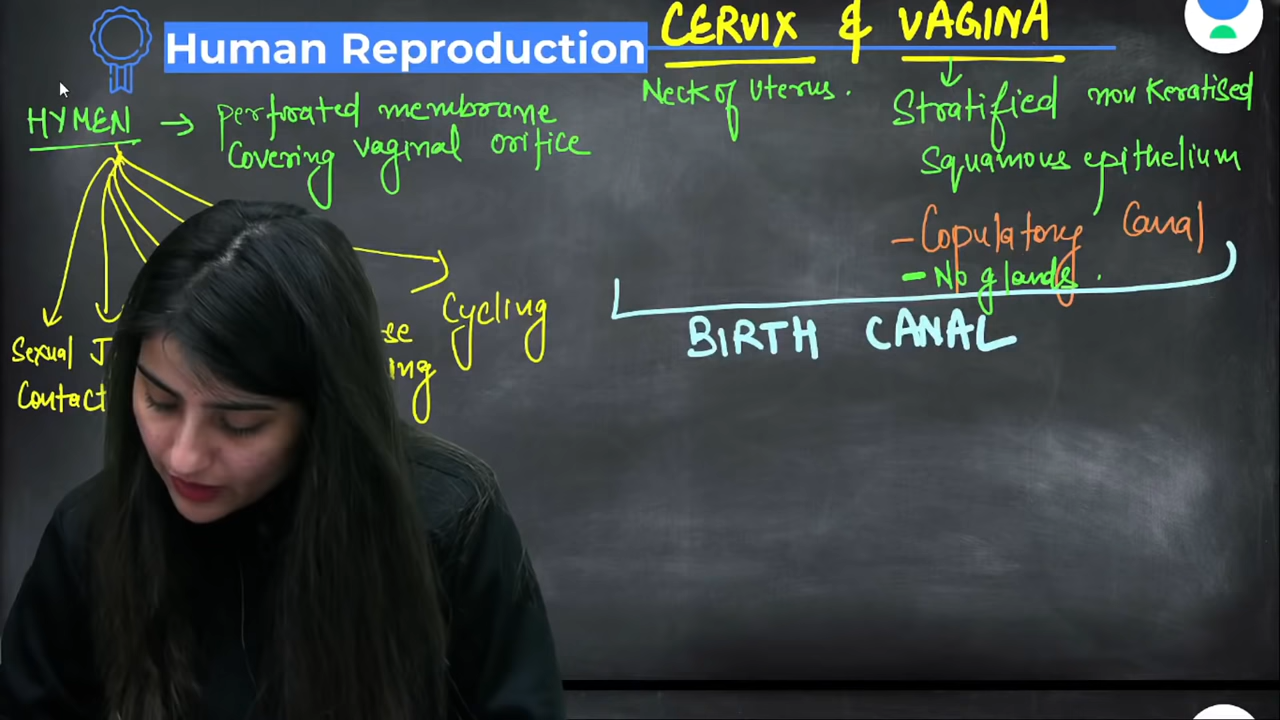 Human Reproduction
CERVIX & VAGINA
Neck of Uterus.
Stratified non Keratised
Squamous epithelium
- Copulatory Canal
- No glands.
BIRTH CANAL
HYMEN → perforated membrane
Covering vaginal orifice
Sexual
Contact
Cycling